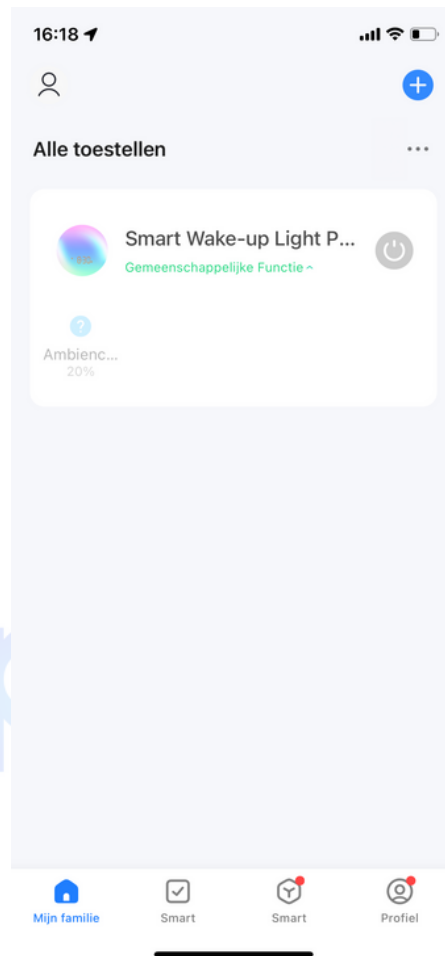 16:18
Alle toestellen
Smart Wake-up Light P...
Gemeenschappelijke Functie
?
Ambienc...
20%
Mijn familie
Smart
Smart
Profiel